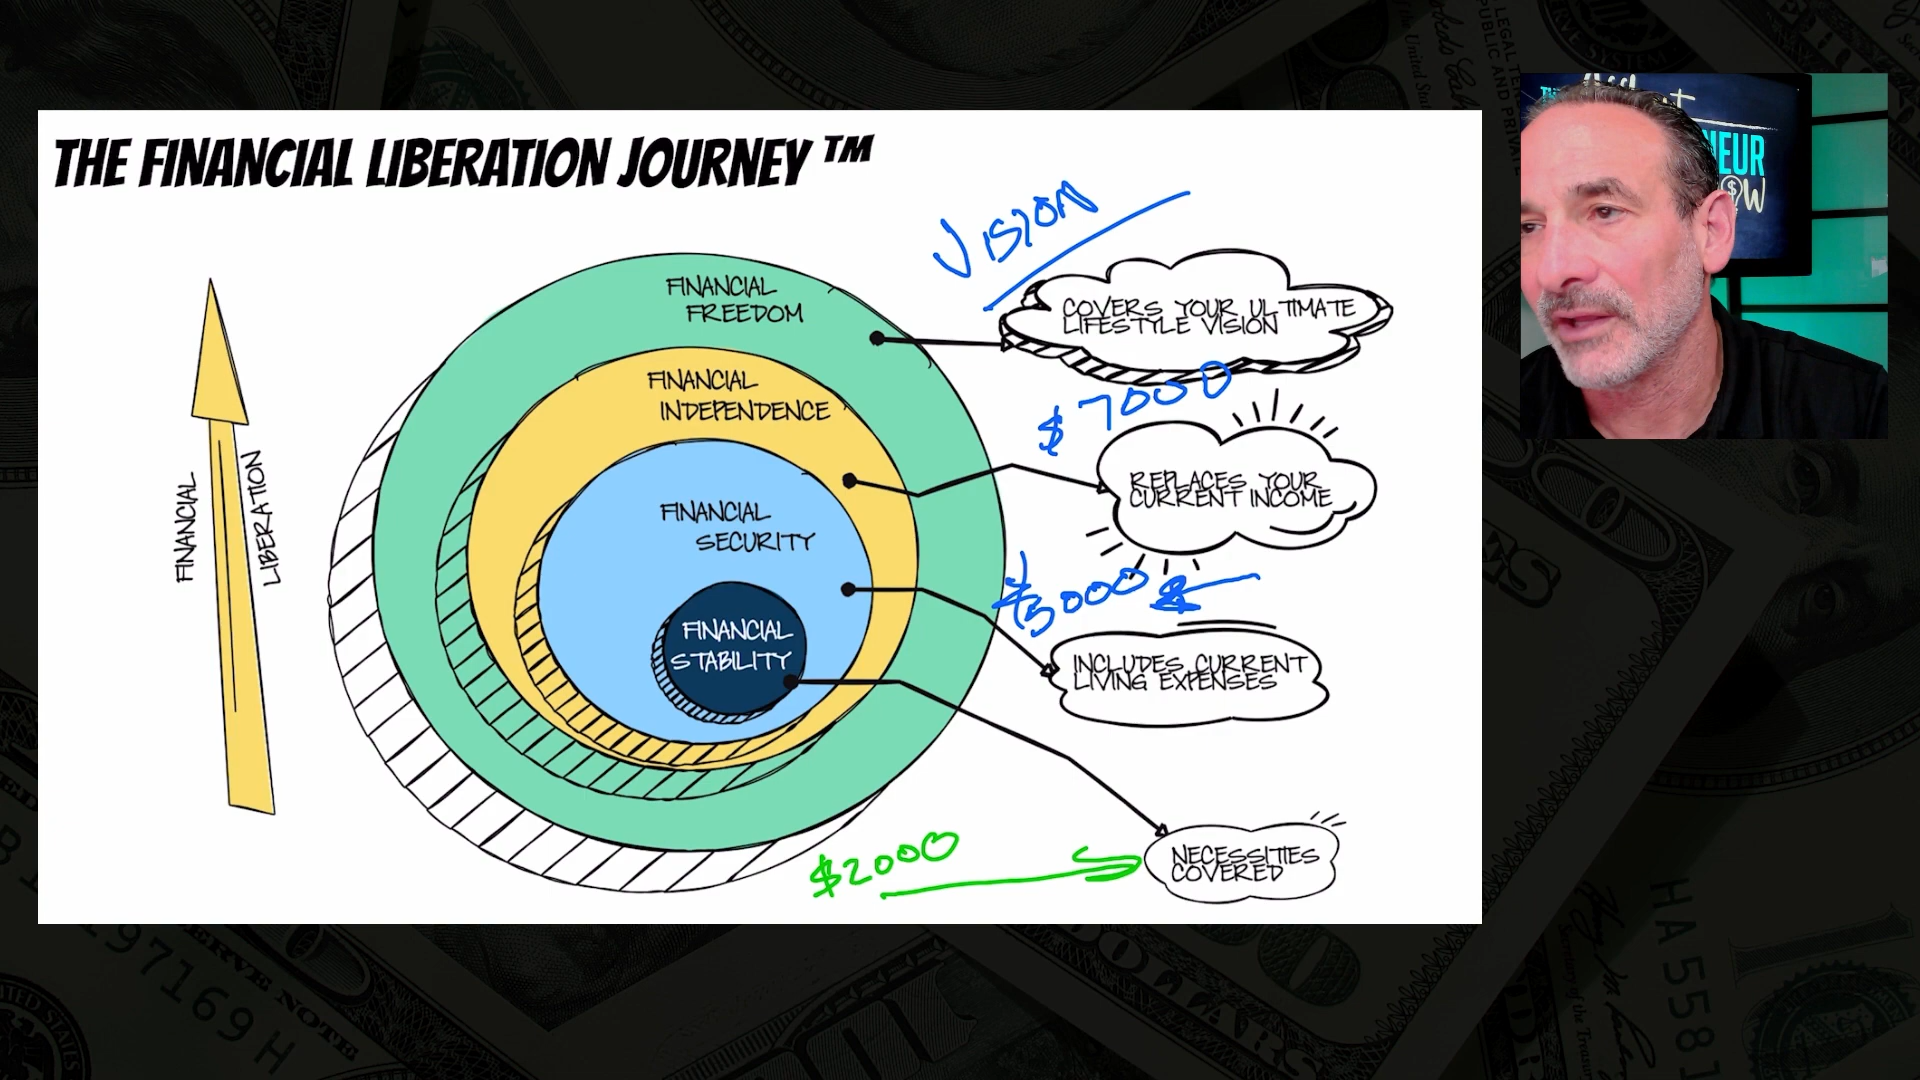 THE FINANCIAL LIBERATION JOURNEY ™
VISION
FINANCIAL
FREEDOM
COVERS YOUR ULTIMATE
LIFESTYLE VISION
FINANCIAL
INDEPENDENCE
$7000
REPLACES YOUR
CURRENT INCOME
FINANCIAL
LIBERATION
FINANCIAL
SECURITY
$5000
INCLUDES CURRENT
LIVING EXPENSES
FINANCIAL
STABILITY
$2000
NECESSITIES
COVERED